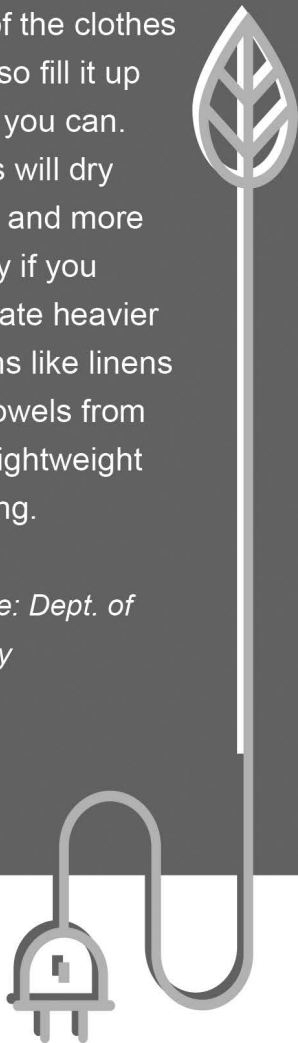 of the clothes
so fill it up
you can.
will dry
and more
if you
ate heavier
like linens
owels from
ightweight
ng.
e: Dept. of
y